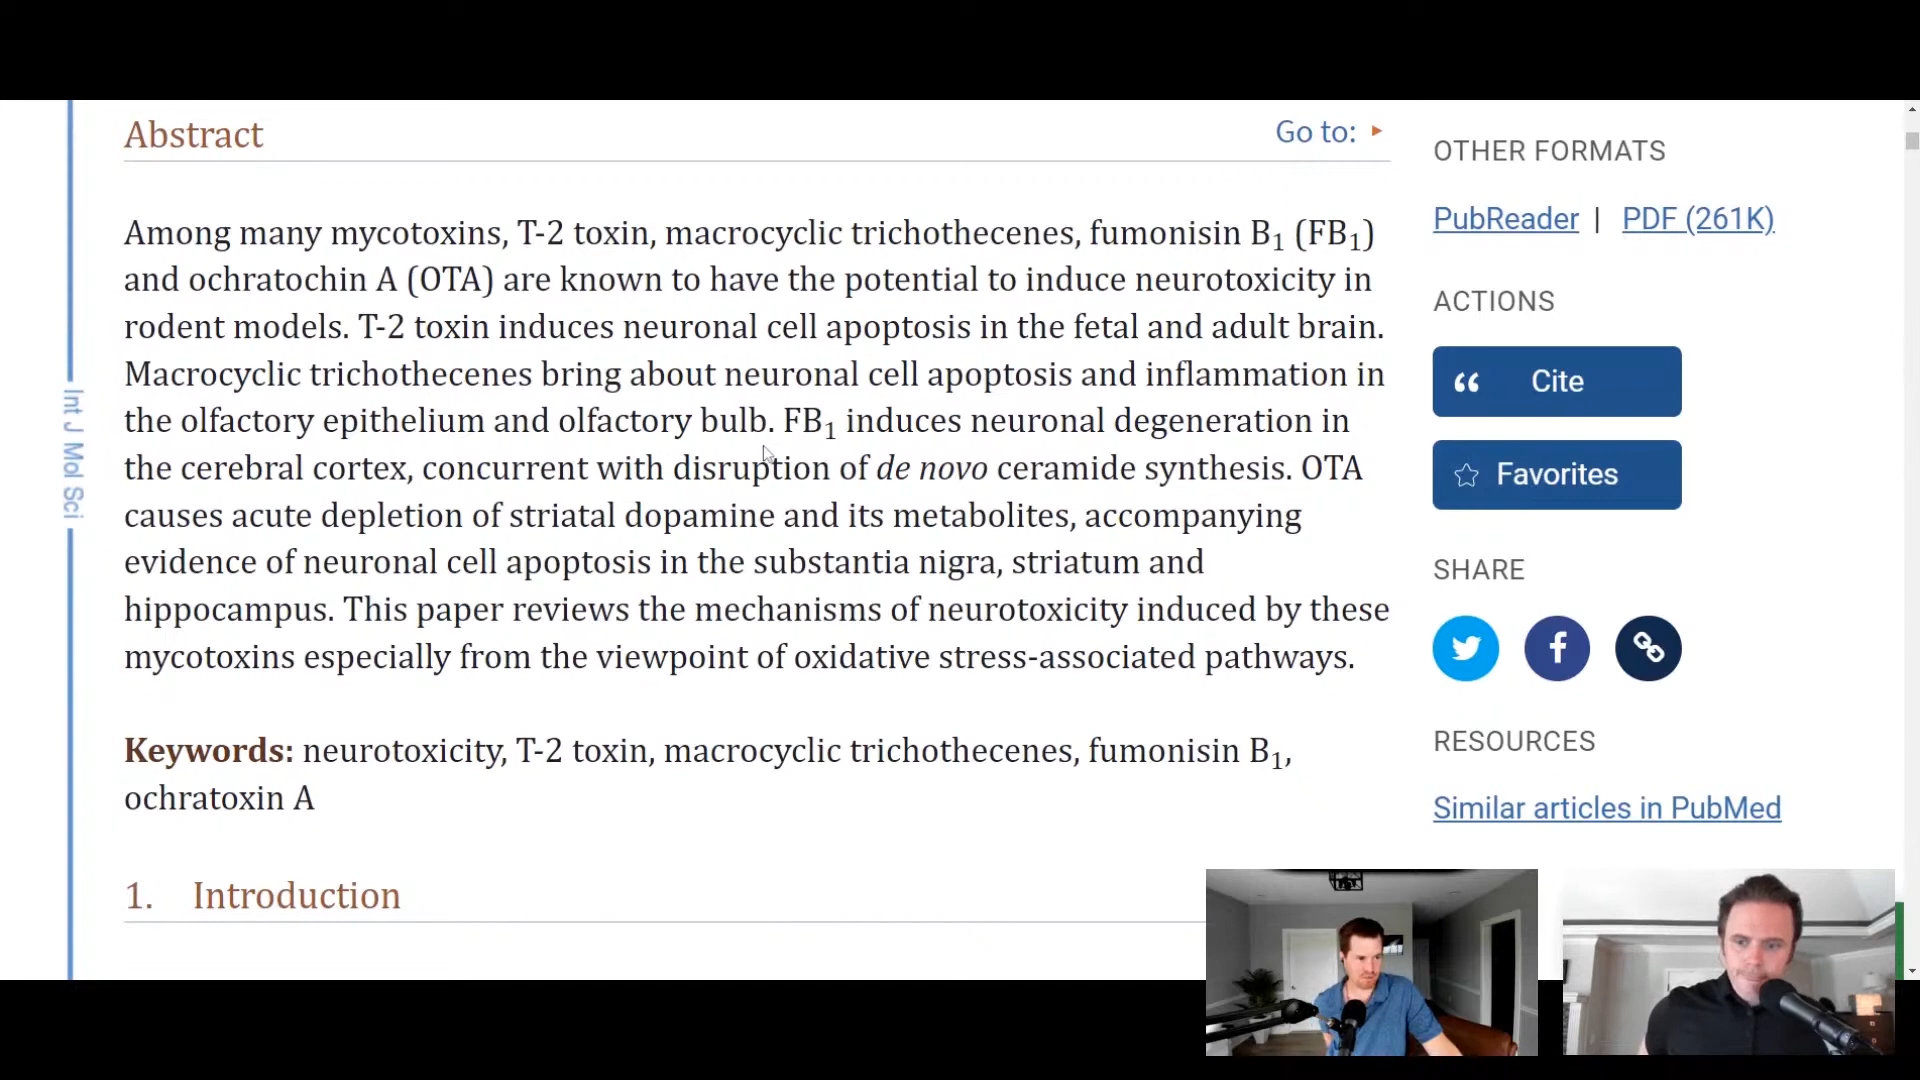 Abstract
Go to:
Among many mycotoxins, T-2 toxin, macrocyclic trichothecenes, fumonisin B1 (FB1)
and ochratochin A (OTA) are known to have the potential to induce neurotoxicity in
rodent models. T-2 toxin induces neuronal cell apoptosis in the fetal and adult brain.
Macrocyclic trichothecenes bring about neuronal cell apoptosis and inflammation in
the olfactory epithelium and olfactory bulb. FB1 induces neuronal degeneration in
the cerebral cortex, concurrent with disruption of de novo ceramide synthesis. OTA
causes acute depletion of striatal dopamine and its metabolites, accompanying
evidence of neuronal cell apoptosis in the substantia nigra, striatum and
hippocampus. This paper reviews the mechanisms of neurotoxicity induced by these
mycotoxins especially from the viewpoint of oxidative stress-associated pathways.
Keywords: neurotoxicity, T-2 toxin, macrocyclic trichothecenes, fumonisin B1,
ochratoxin A
1. Introduction
Int J Mol Sci
OTHER FORMATS
PubReader | PDF (261K)
ACTIONS
Cite
Favorites
SHARE
RESOURCES
Similar articles in PubMed